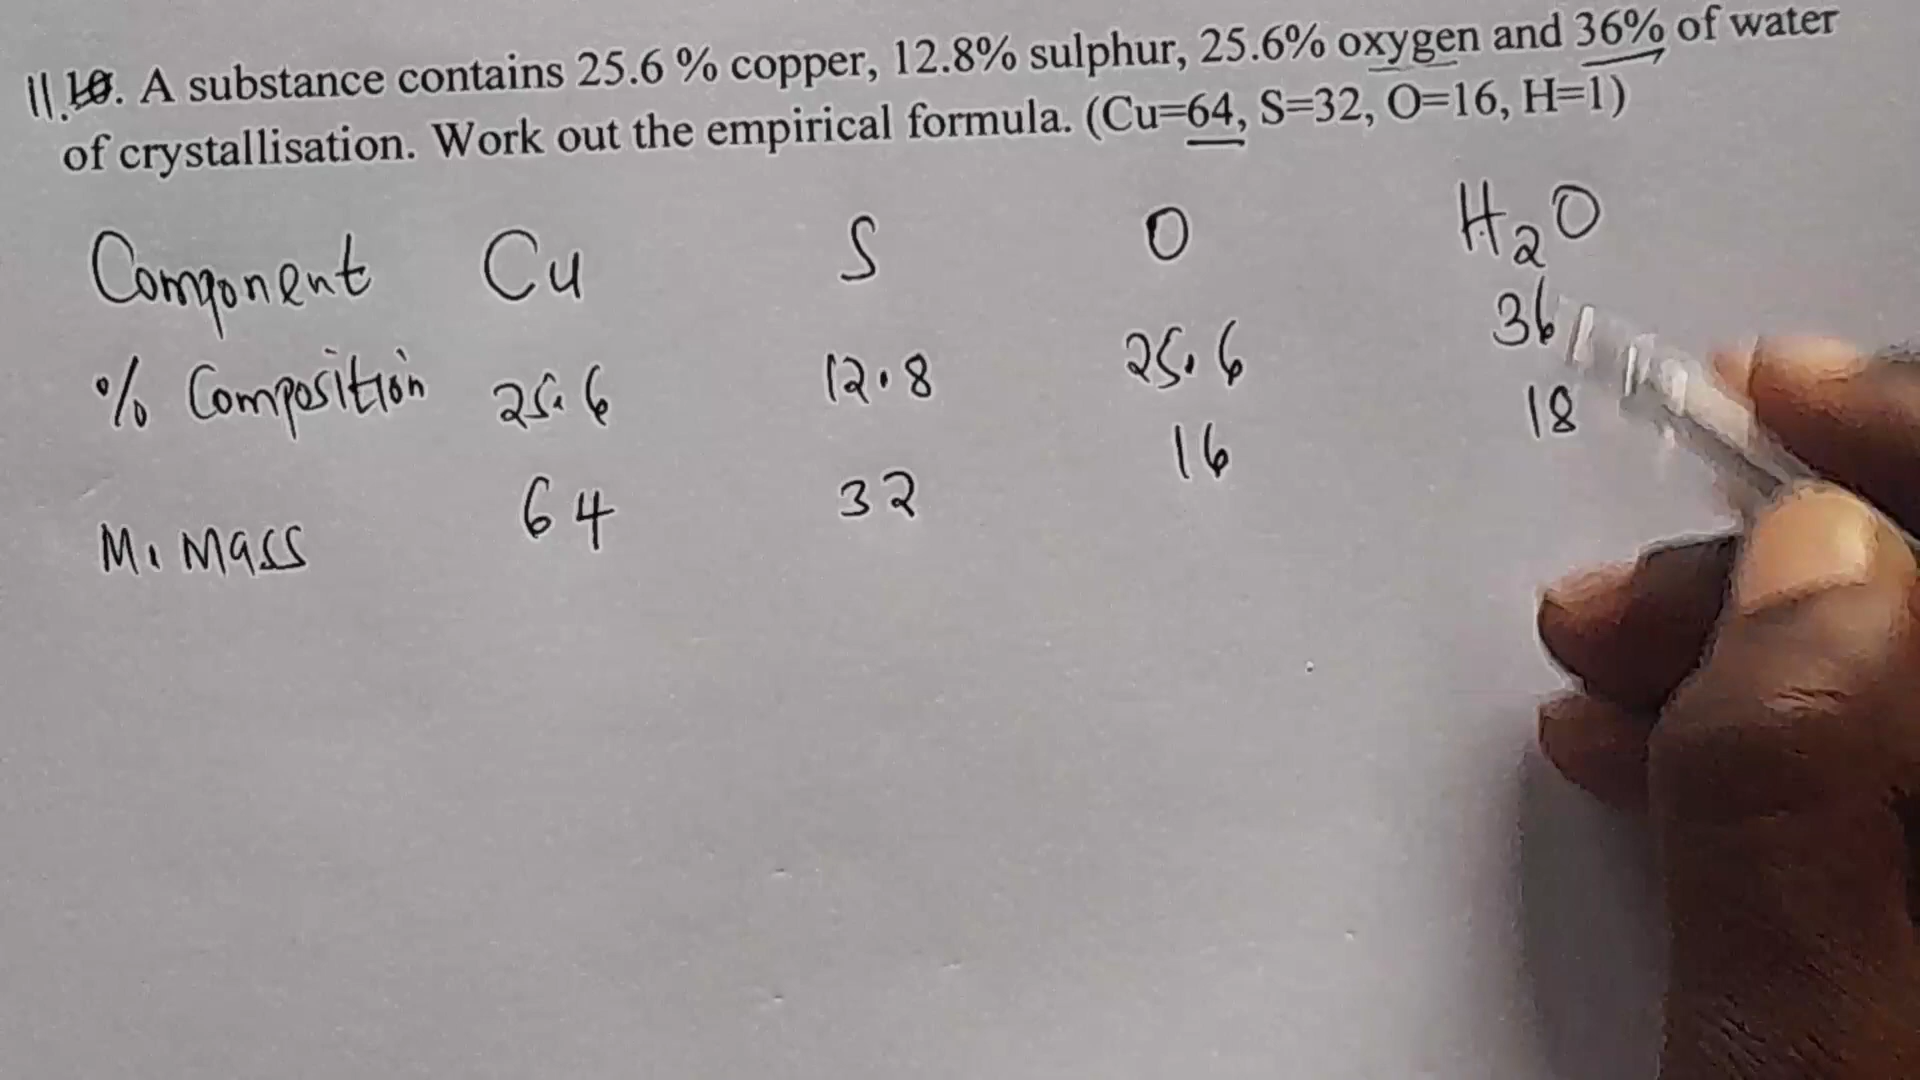 11.10. A substance contains 25.6 % copper, 12.8% sulphur, 25.6% oxygen and 36% of water
of crystallisation. Work out the empirical formula. (Cu=64, S=32, O=16, H=1)
Component Cu S O H₂O
% Composition 25.6 12.8 25.6 36
M. Mass 64 32 16 18